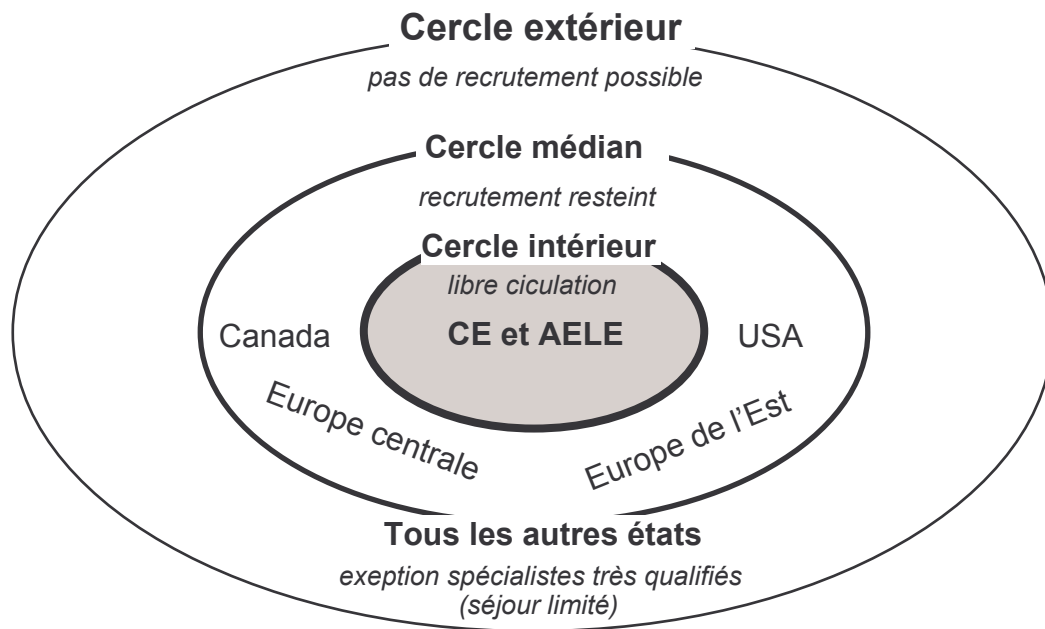 Cercle extérieur
pas de recrutement possible
Cercle médian
recrutement resteint
Cercle intérieur
libre ciculation
Canada
CE et AELE
USA
Europe centrale
Europe de l’Est
Tous les autres états
exeption spécialistes très qualifiés
(séjour limité)